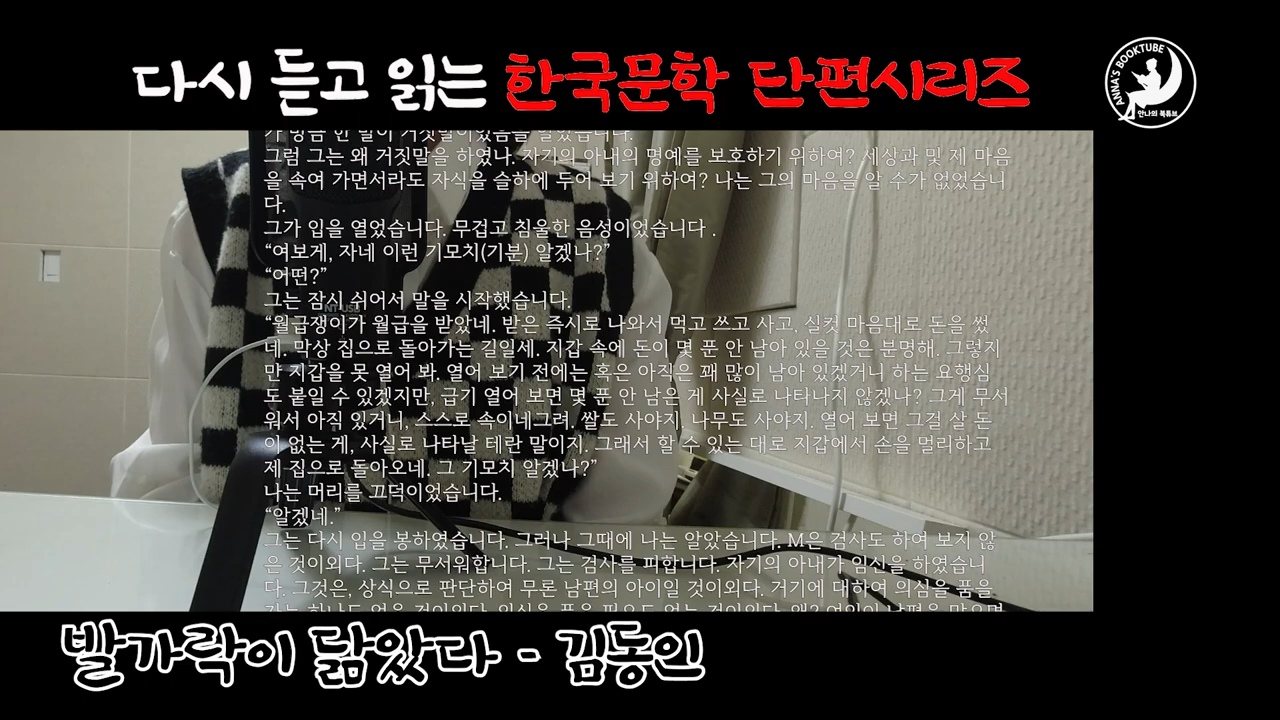 다시 듣고 읽는 한국문학 단편시리즈
ANNA'S BOOKTUBE
안나의 북튜브
그럼 그는 왜 거짓말을 하였나. 자기의 아내의 명예를 보호하기 위하여? 세상과 및 제 마음
을 속여 가면서라도 자식을 슬하에 두어 보기 위하여? 나는 그의 마음을 알 수가 없었습니
다.
그가 입을 열었습니다. 무겁고 침울한 음성이었습니다 .
“여보게, 자네 이런 기모치(기분) 알겠나?”
“어떤?”
그는 잠시 쉬어서 말을 시작했습니다.
“월급쟁이가 월급을 받았네. 받은 즉시로 나와서 먹고 쓰고 사고, 실컷 마음대로 돈을 썼
네. 막상 집으로 돌아가는 길일세. 지갑 속에 돈이 몇 푼 안 남아 있을 것은 분명해. 그렇지
만 지갑을 못 열어 봐. 열어 보기 전에는 혹은 아직은 꽤 많이 남아 있겠거니 하는 요행심
도 붙일 수 있겠지만, 급기 열어 보면 몇 푼 안 남은 게 사실로 나타나지 않겠나? 그게 무서
워서 아직 있거니, 스스로 속이네그려. 쌀도 사야지. 나무도 사야지. 열어 보면 그걸 살 돈
이 없는 게, 사실로 나타날 테란 말이지. 그래서 할 수 있는 대로 지갑에서 손을 멀리하고
제 집으로 돌아오네. 그 기모치 알겠나?”
나는 머리를 끄덕이었습니다.
“알겠네.”
그는 다시 입을 봉하였습니다. 그러나 그때에 나는 알았습니다. M은 검사도 하여 보지 않
은 것이외다. 그는 무서워합니다. 그는 검사를 피합니다. 자기의 아내가 임신을 하였습니
다. 그것은, 상식으로 판단하여 무론 남편의 아이일 것이외다. 거기에 대하여 의심을 품을
발가락이 닮았다 - 김동인